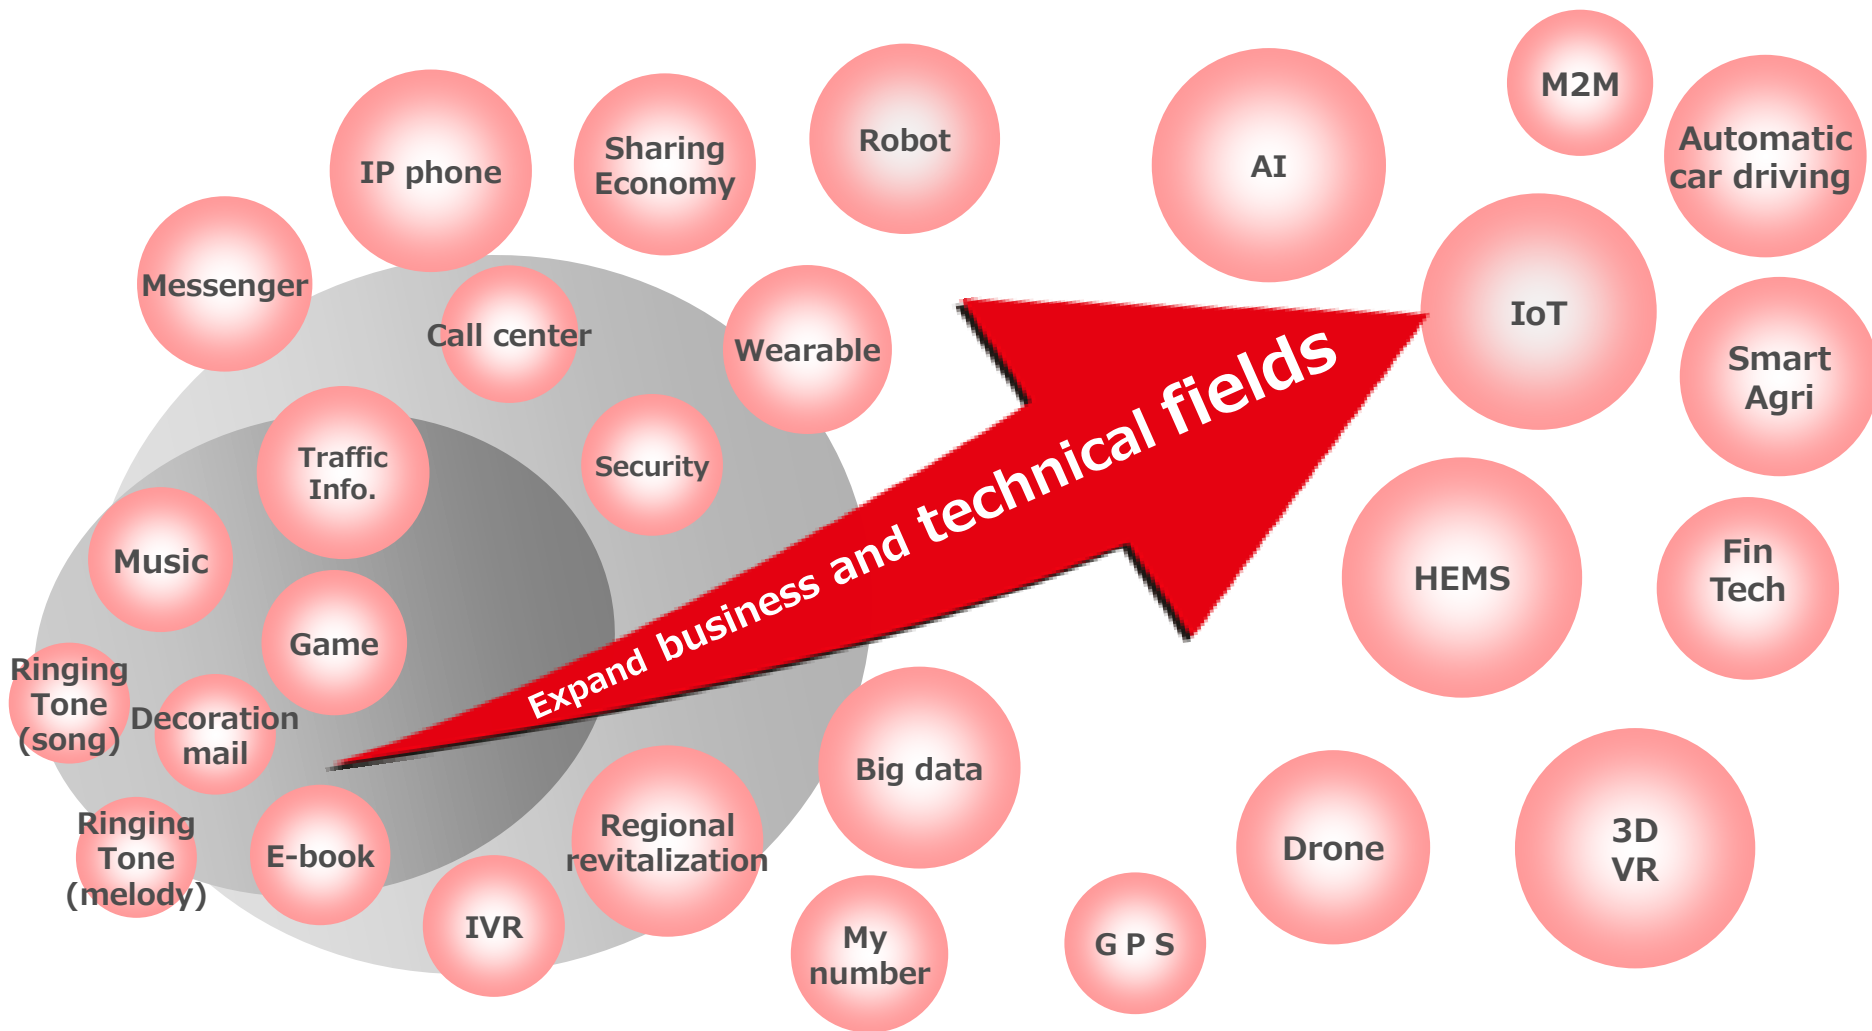 M2M
Automatic
car driving
Robot
AI
Sharing
Economy
IP phone
Messenger
IoT
Call center
Wearable
Smart
Agri
Traffic
Info.
Security
Expand business and technical fields
Music
HEMS
Fin
Tech
Game
Ringing
Tone
(song)
Decoration
mail
Big data
Regional
revitalization
Drone
3D
VR
Ringing
Tone
(melody)
E-book
IVR
My
number
G P S